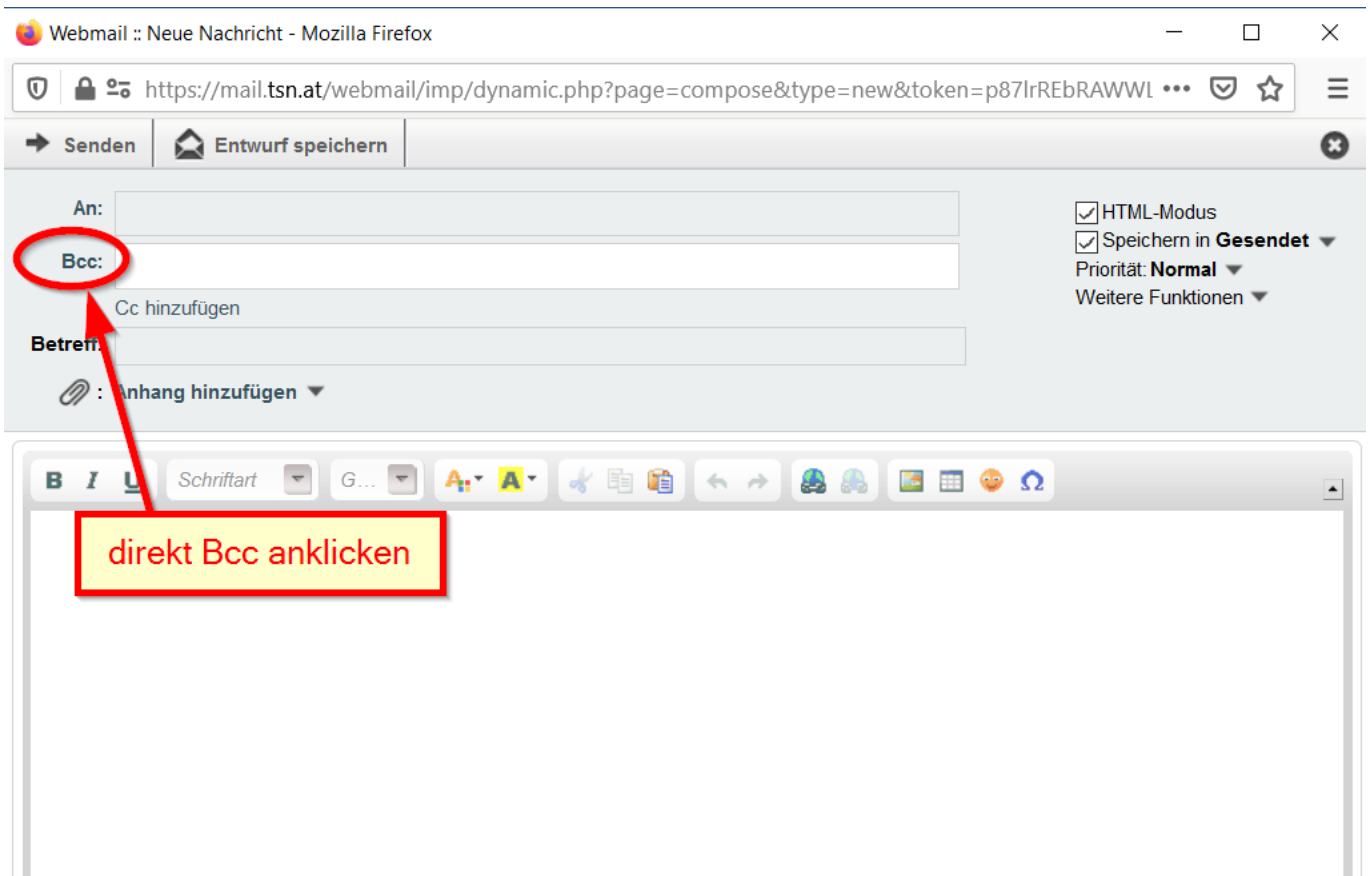 Webmail :: Neue Nachricht - Mozilla Firefox
https://mail.tsn.at/webmail/imp/dynamic.php?page=compose&type=new&token=p87lrREbRAWWL
Senden Entwurf speichern
An:
HTML-Modus
Speichern in Gesendet
Bcc:
Priorität: Normal
Cc hinzufügen
Weitere Funktionen
Betreff:
: Anhang hinzufügen
B I U Schriftart G... A A Ω
direkt Bcc anklicken